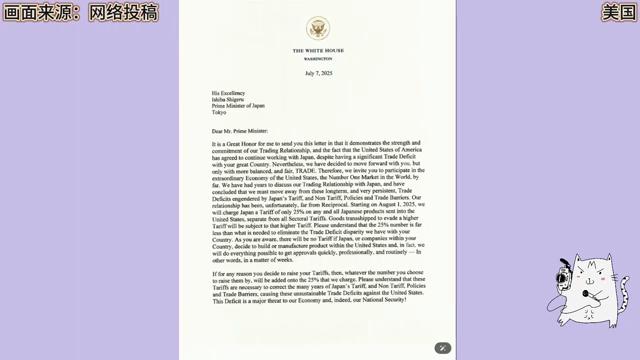 画面来源：网络投稿
美国
THE WHITE HOUSE
WASHINGTON
July 7, 2025
His Excellency
Ishiba Shigeru
Prime Minister of Japan
Tokyo
Dear Mr. Prime Minister:
It is a Great Honor for me to send you this letter in that it demonstrates the strength and
commitment of our Trading Relationship, and the fact that the United States of America
has agreed to continue working with Japan, despite having a significant Trade Deficit
with your great Country. Nevertheless, we have decided to move forward with you, but
only with more balanced, and fair, TRADE. Therefore, we invite you to participate in the
extraordinary Economy of the United States, the Number One Market in the World, by
far. We have had years to discuss our Trading Relationship with Japan, and have
concluded that we must move away from these longterm, and very persistent, Trade
Deficits engendered by Japan's Tariff, and Non Tariff, Policies and Trade Barriers. Our
relationship has been, unfortunately, far from Reciprocal. Starting on August 1, 2025, we
will charge Japan a Tariff of only 25% on any and all Japanese products sent into the
United States, separate from all Sectoral Tariffs. Goods transshipped to evade a higher
Tariff will be subject to that higher Tariff. Please understand that the 25% number is far
less than what is needed to eliminate the Trade Deficit disparity we have with your
Country. As you are aware, there will be no Tariff if Japan, or companies within your
Country, decide to build or manufacture product within the United States and, in fact, we
will do everything possible to get approvals quickly, professionally, and routinely — In
other words, in a matter of weeks.
If for any reason you decide to raise your Tariffs, then, whatever the number you choose
to raise them by, will be added onto the 25% that we charge. Please understand that these
Tariffs are necessary to correct the many years of Japan's Tariff, and Non Tariff, Policies
and Trade Barriers, causing these unsustainable Trade Deficits against the United States.
This Deficit is a major threat to our Economy and, indeed, our National Security!